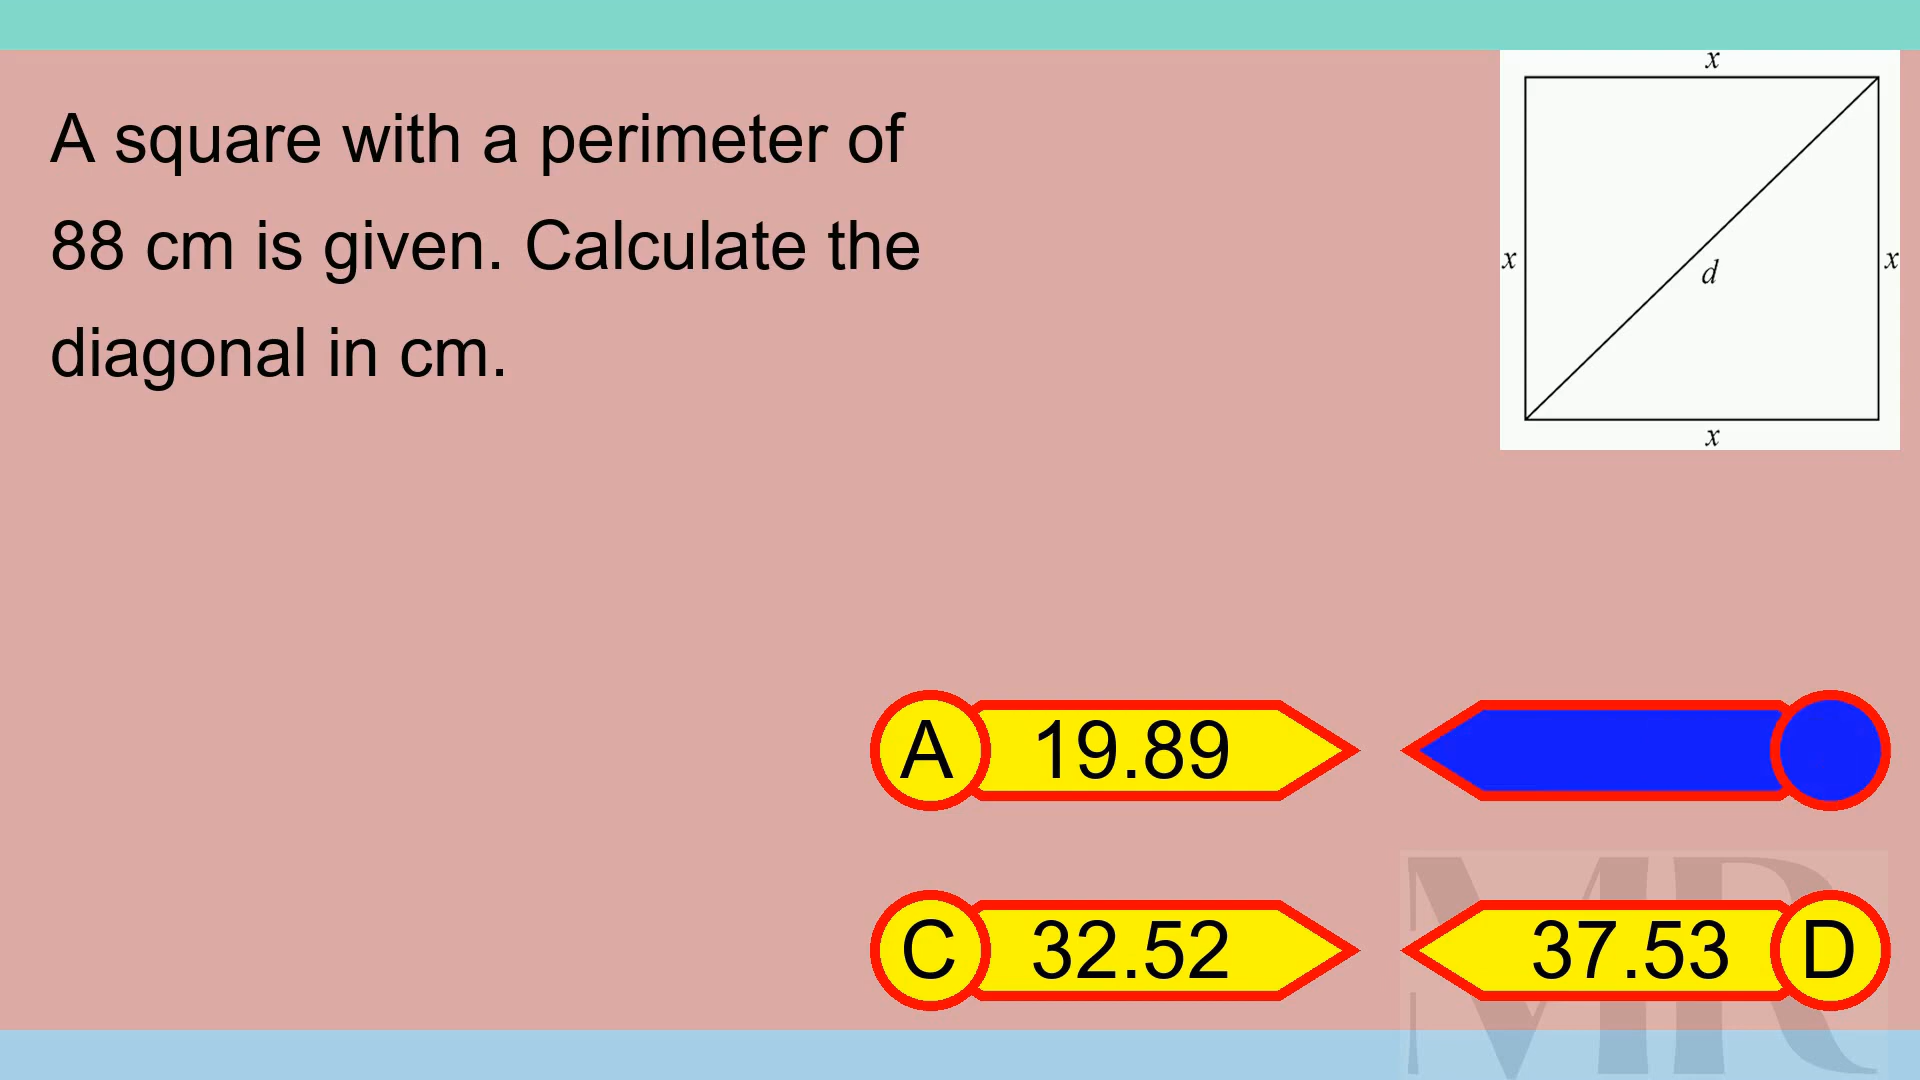 A square with a perimeter of
88 cm is given. Calculate the
diagonal in cm.
x
x
d
x
x
A 19.89
C 32.52
37.53 D
MR